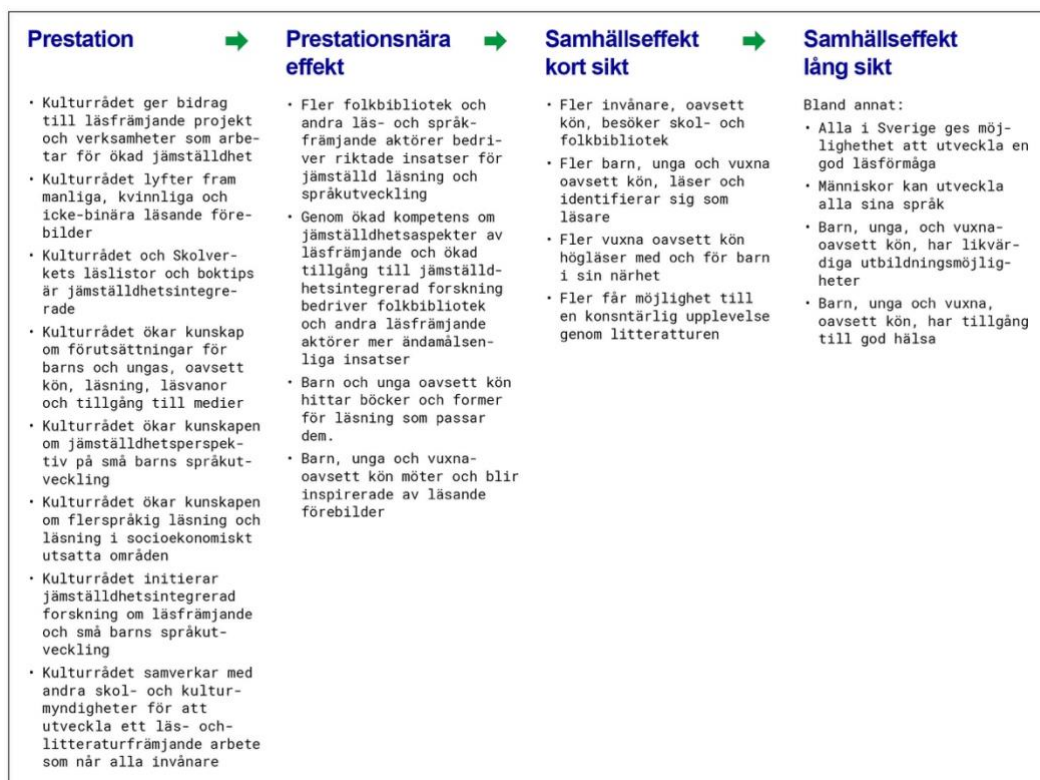 Prestation
Kulturrådet ger bidrag
till läsfrämjande projekt
och verksamheter som arbe-
tar för ökad jämställdhet
Kulturrådet lyfter fram
manliga, kvinnliga och
icke-binära läsande före-
bilder
Kulturrådet och Skolver-
kets läslistor och boktips
är jämställdhetsintegre-
rade
Kulturrådet ökar kunskap
om förutsättningar för
barns och ungas, oavsett
kön, läsning, läsvanor
och tillgång till medier
Kulturrådet ökar kunskapen
om jämställdhetsperspek-
tiv på små barns språkut-
veckling
Kulturrådet ökar kunskapen
om flerspråkig läsning och
läsning i socioekonomiskt
utsatta områden
Kulturrådet initierar
jämställdhetsintegrerad
forskning om läsfrämjande
och små barns språkut-
veckling
Kulturrådet samverkar med
andra skol- och kultur-
myndigheter för att
utveckla ett läs- och-
litteraturfrämjande arbete
som når alla invånare
Prestationsnära
effekt
Fler folkbibliotek och
andra läs- och språk-
främjande aktörer bedri-
ver riktade insatser för
jämställd läsning och
språkutveckling
Genom ökad kompetens om
jämställdhetsaspekter av
läsfrämjande och ökad
tillgång till jämställd-
hetsintegrerad forskning
bedriver folkbibliotek
och andra läsfrämjande
aktörer mer ändamålsen-
liga insatser
Barn och unga oavsett kön
hittar böcker och former
för läsning som passar
dem.
Barn, unga och vuxna-
oavsett kön möter och blir
inspirerade av läsande
förebilder
Samhällseffekt
kort sikt
Fler invånare, oavsett
kön, besöker skol- och
folkbibliotek
Fler barn, unga och vuxna
oavsett kön, läser och
identifierar sig som
läsare
Fler vuxna oavsett kön
högläser med och för barn
i sin närhet
Fler får möjlighet till
en konsntärlig upplevelse
genom litteratturen
Samhällseffekt
lång sikt
Bland annat:
Alla i Sverige ges möj-
lighethet att utveckla en
god läsförmåga
Människor kan utveckla
alla sina språk
Barn, unga, och vuxna-
oavsett kön, har likvär-
diga utbildningsmöjlig-
heter
Barn, unga och vuxna,
oavsett kön, har tillgång
till god hälsa